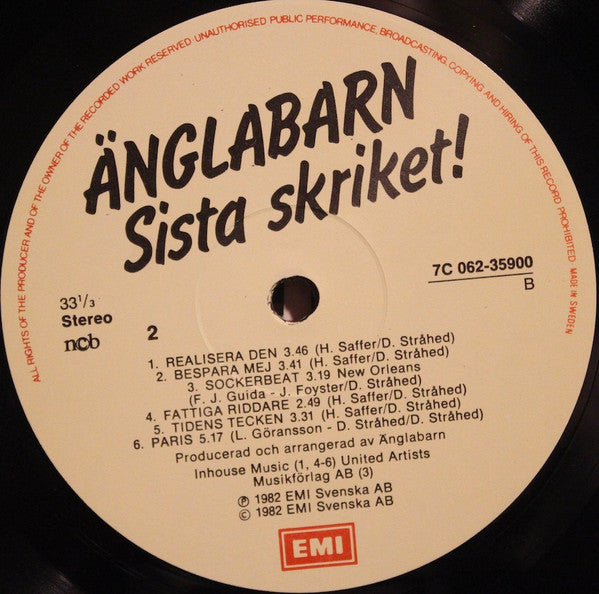 ALL RIGHTS OF THE PRODUCER AND OF THE OWNER OF THE RECORDED WORK RESERVED. UNAUTHORISED PUBLIC PERFORMANCE, BROADCASTING, COPYING AND HIRING OF THIS RECORD PROHIBITED. MADE IN SWEDEN
ÄNGLABARN
Sista skriket!
7C 062-35900
B
33 1/3
Stereo
ncb
2
1. REALISERA DEN 3.46 (H. Saffer/D. Stråhed)
2. BESPARA MEJ 3.41 (H. Saffer/D. Stråhed)
3. SOCKERBEAT 3.19 New Orleans
(F. J. Guida - J. Foyster/D. Stråhed)
4. FATTIGA RIDDARE 2.49 (H. Saffer/D. Stråhed)
5. TIDENS TECKEN 3.31 (H. Saffer/D. Stråhed)
6. PARIS 5.17 (L. Göransson - D. Stråhed/D. Stråhed)
Producerad och arrangerad av Änglabarn
Inhouse Music (1, 4-6) United Artists
Musikförlag AB (3)
℗ 1982 EMI Svenska AB
© 1982 EMI Svenska AB
EMI